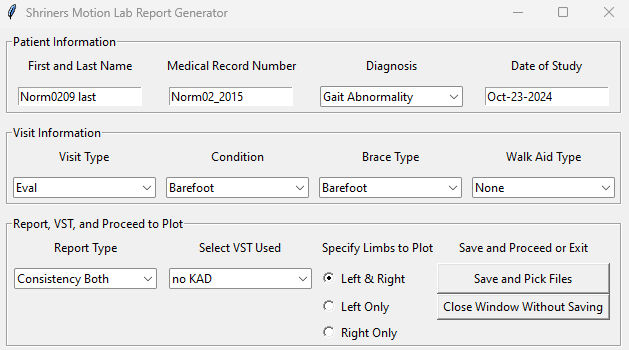 Shriners Motion Lab Report Generator
Patient Information
First and Last Name Medical Record Number Diagnosis Date of Study
Norm0209 last Norm02_2015 Gait Abnormality Oct-23-2024
Visit Information
Visit Type Condition Brace Type Walk Aid Type
Eval Barefoot Barefoot None
Report, VST, and Proceed to Plot
Report Type Select VST Used Specify Limbs to Plot Save and Proceed or Exit
Consistency Both no KAD Left & Right Save and Pick Files
Left Only Close Window Without Saving
Right Only